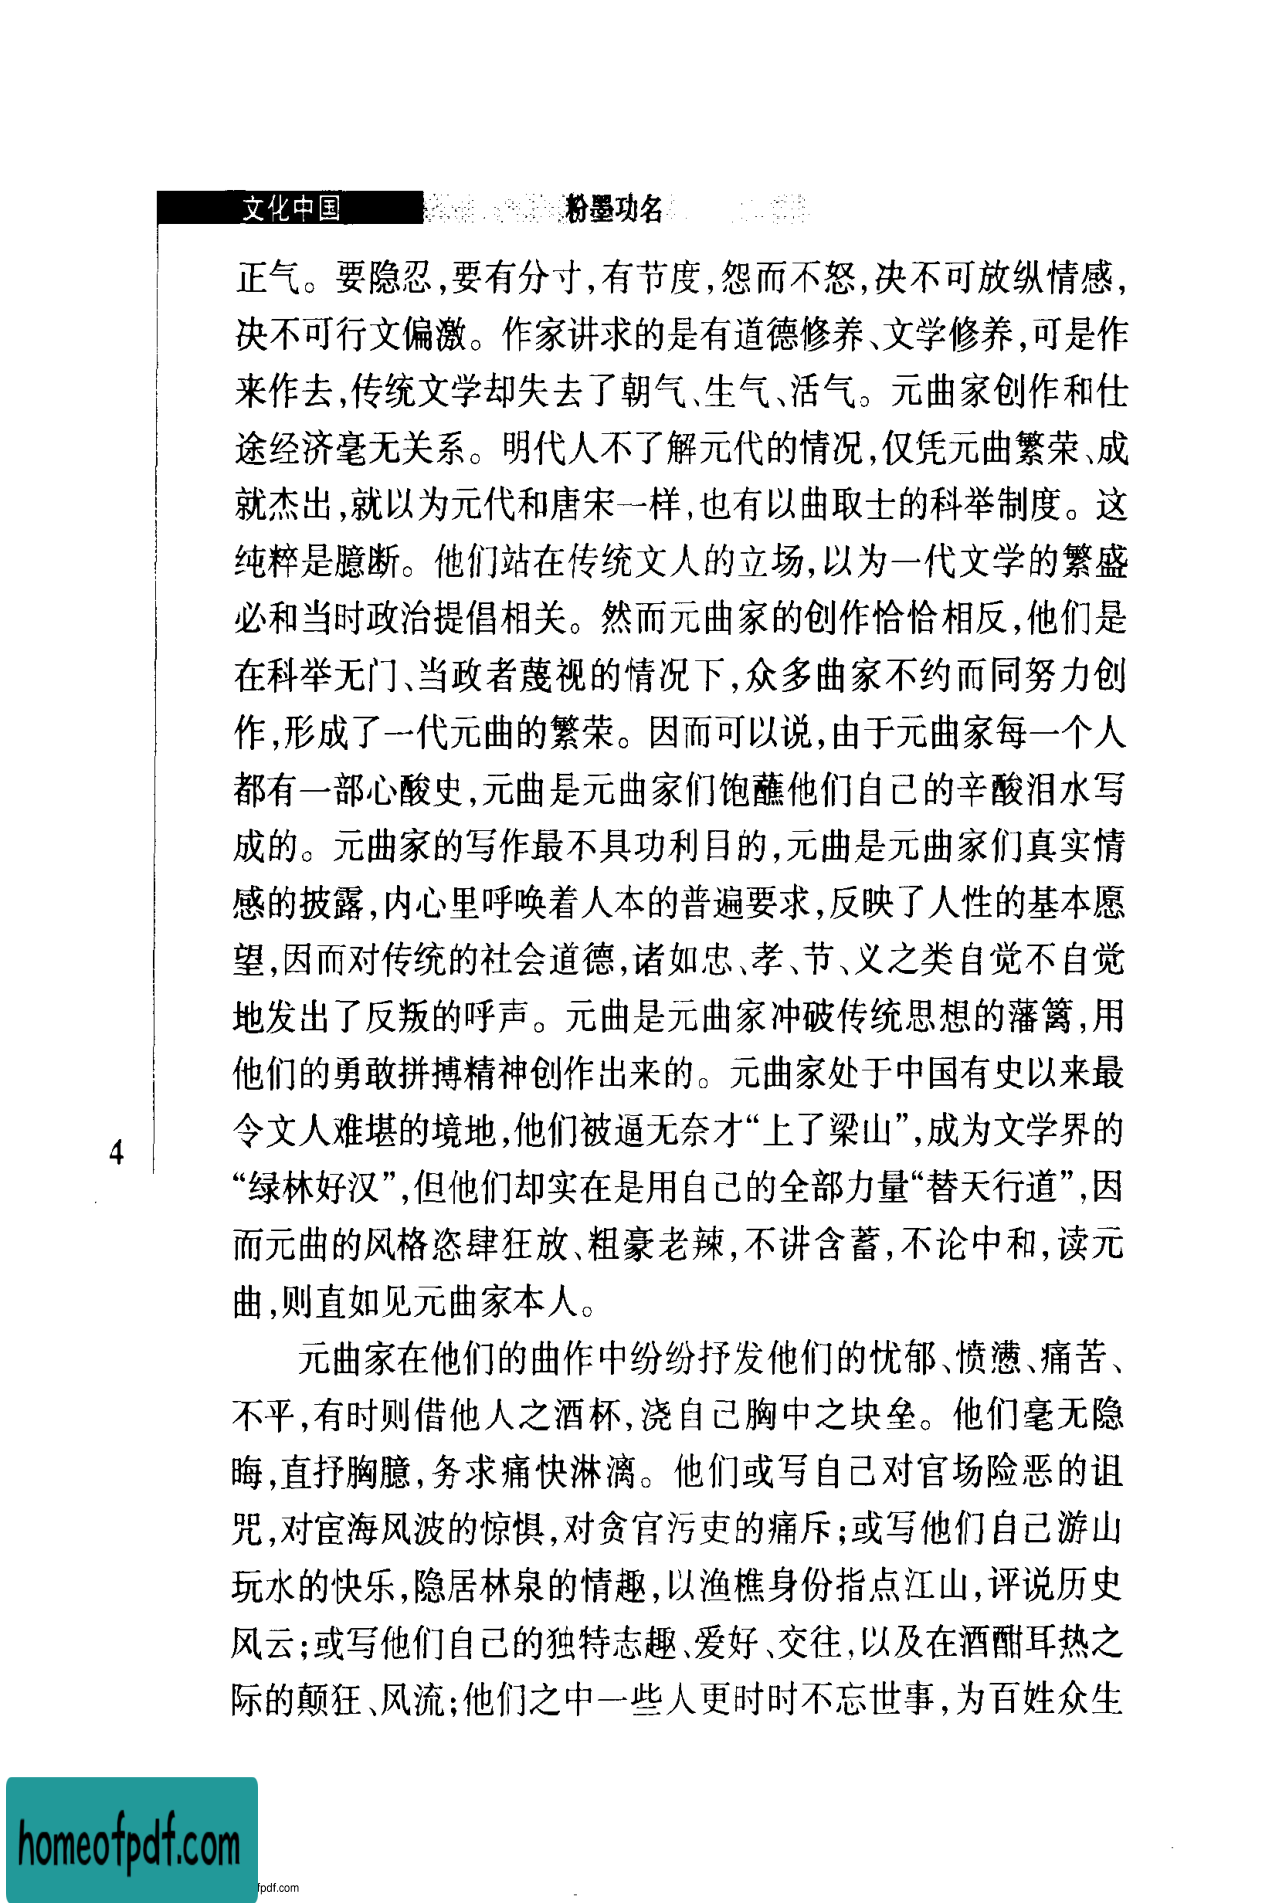 文化中国 粉墨功名
正气。要隐忍,要有分寸,有节度,怨而不怒,决不可放纵情感,
决不可行文偏激。作家讲求的是有道德修养、文学修养,可是作
来作去,传统文学却失去了朝气、生气、活气。元曲家创作和仕
途经济毫无关系。明代人不了解元代的情况,仅凭元曲繁荣、成
就杰出,就以为元代和唐宋一样,也有以曲取士的科举制度。这
纯粹是臆断。他们站在传统文人的立场,以为一代文学的繁盛
必和当时政治提倡相关。然而元曲家的创作恰恰相反,他们是
在科举无门、当政者蔑视的情况下,众多曲家不约而同努力创
作,形成了一代元曲的繁荣。因而可以说,由于元曲家每一个人
都有一部心酸史,元曲是元曲家们饱蘸他们自己的辛酸泪水写
成的。元曲家的写作最不具功利目的,元曲是元曲家们真实情
感的披露,内心里呼唤着人本的普遍要求,反映了人性的基本愿
望,因而对传统的社会道德,诸如忠、孝、节、义之类自觉不自觉
地发出了反叛的呼声。元曲是元曲家冲破传统思想的藩篱,用
他们的勇敢拼搏精神创作出来的。元曲家处于中国有史以来最
令文人难堪的境地,他们被逼无奈才“上了梁山”,成为文学界的
4
“绿林好汉”,但他们却实在是用自己的全部力量“替天行道”,因
而元曲的风格恣肆狂放、粗豪老辣,不讲含蓄,不论中和,读元
曲,则直如见元曲家本人。
元曲家在他们的曲作中纷纷抒发他们的忧郁、愤懑、痛苦、
不平,有时则借他人之酒杯,浇自己胸中之块垒。他们毫无隐
晦,直抒胸臆,务求痛快淋漓。他们或写自己对官场险恶的诅
咒,对宦海风波的惊惧,对贪官污吏的痛斥;或写他们自己游山
玩水的快乐,隐居林泉的情趣,以渔樵身份指点江山,评说历史
风云;或写他们自己的独特志趣、爱好、交往,以及在酒酣耳热之
际的颠狂、风流;他们之中一些人更时时不忘世事,为百姓众生
homeofpdf.com
fpdf.com